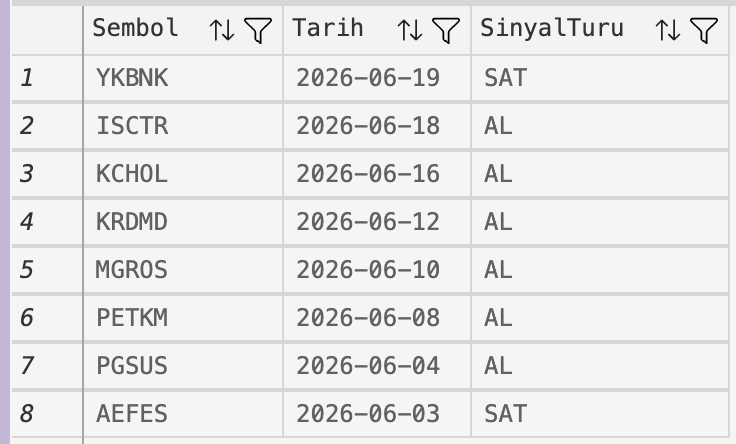 Sembol Tarih SinyalTuru
1 YKBNK 2026-06-19 SAT
2 ISCTR 2026-06-18 AL
3 KCHOL 2026-06-16 AL
4 KRDMD 2026-06-12 AL
5 MGROS 2026-06-10 AL
6 PETKM 2026-06-08 AL
7 PGSUS 2026-06-04 AL
8 AEFES 2026-06-03 SAT